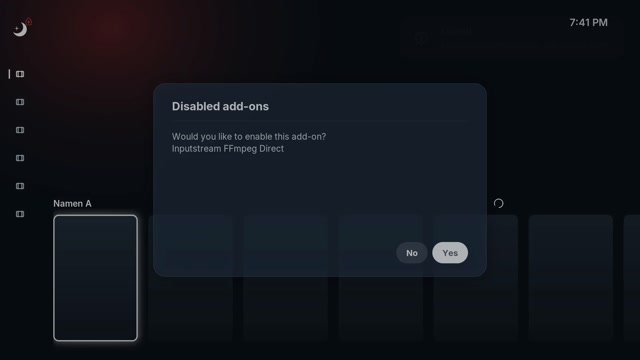 7:41 PM
Disabled add-ons
Would you like to enable this add-on?
Inputstream FFmpeg Direct
Namen A
No
Yes